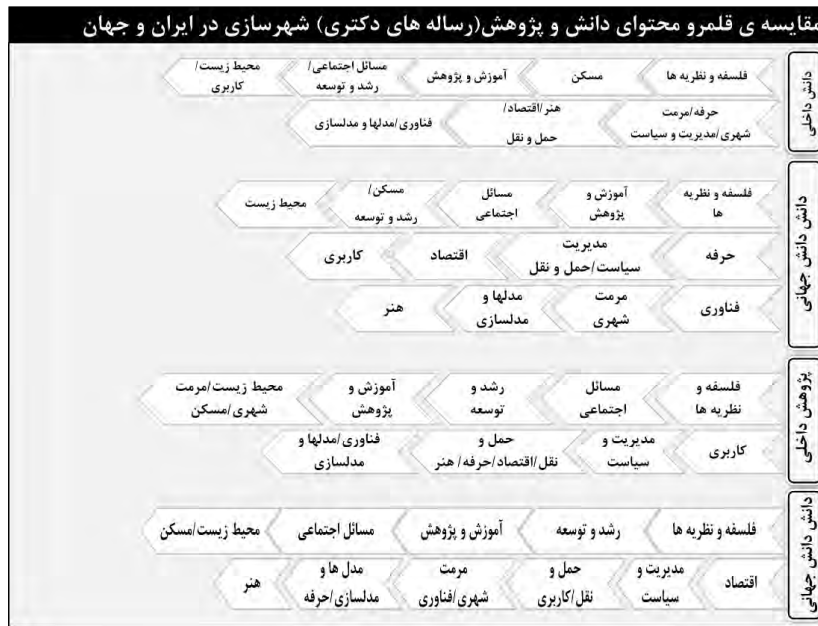 مقایسه ی قلمرو محتوای دانش و پژوهش(رساله های دکتری) شهرسازی در ایران و جهان
دانش داخلی
فلسفه و نظریه ها
مسکن
آموزش و پژوهش
مسائل اجتماعی/
رشد و توسعه
محیط زیست/
کاربری
حرفه/مرمت
شهری/مدیریت و سیاست
هنر/اقتصاد/
حمل و نقل
فناوری/مدلها و مدلسازی
دانش دانش جهانی
فلسفه و نظریه
ها
آموزش و
پژوهش
مسائل
اجتماعی
مسکن/
رشد و توسعه
محیط زیست
حرفه
مدیریت
سیاست/حمل و نقل
اقتصاد
کاربری
فناوری
مرمت
شهری
مدلها و
مدلسازی
هنر
پژوهش داخلی
فلسفه و
نظریه ها
مسائل
اجتماعی
رشد و
توسعه
آموزش و
پژوهش
محیط زیست/مرمت
شهری/مسکن
کاربری
مدیریت و
سیاست
حمل و
نقل/اقتصاد/حرفه/ هنر
فناوری/مدلها و
مدلسازی
دانش دانش جهانی
فلسفه و نظریه ها
رشد و توسعه
آموزش و پژوهش
مسائل اجتماعی
محیط زیست/مسکن
اقتصاد
مدیریت و
سیاست
حمل و
نقل/کاربری
مرمت
شهری/فناوری
مدل ها و
مدلسازی/حرفه
هنر